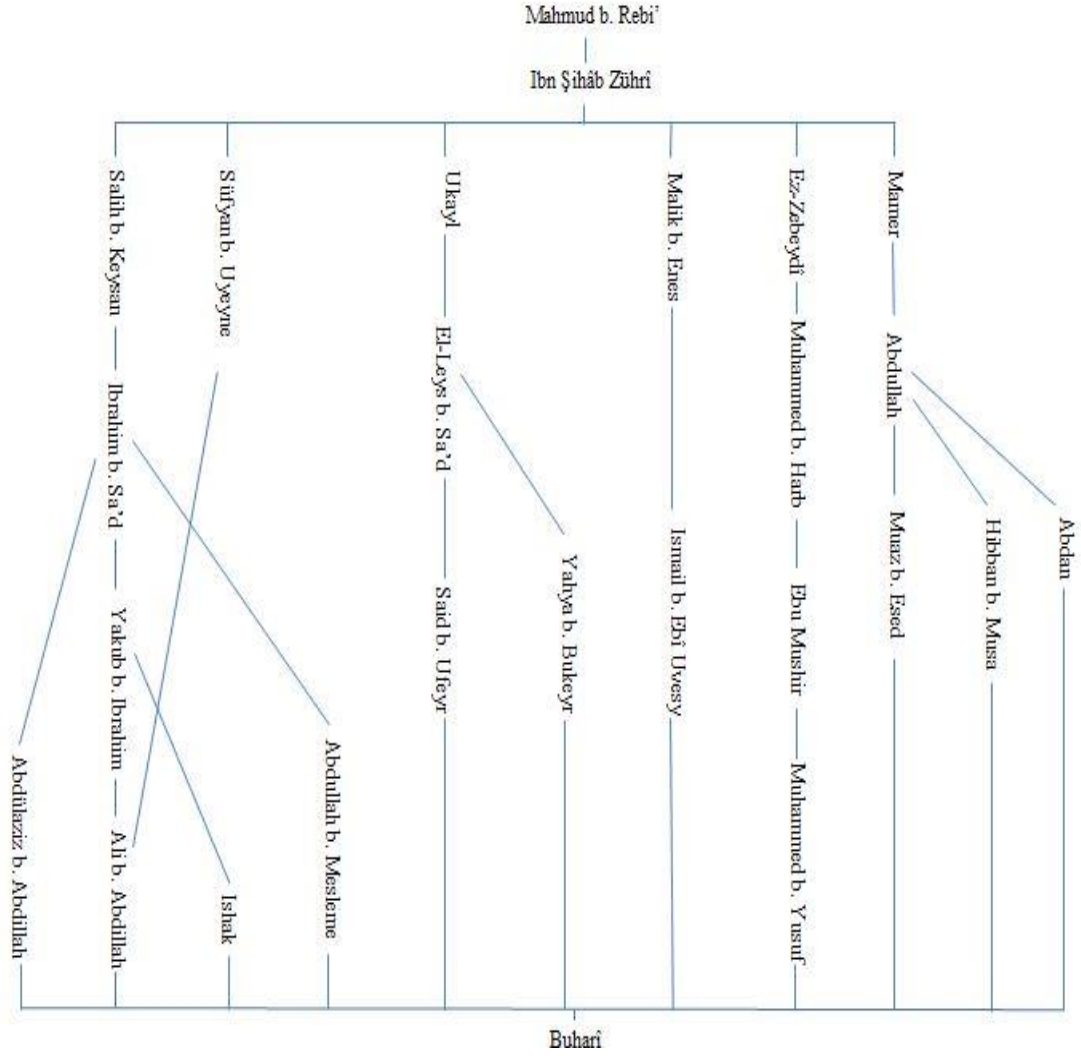 Mahmud b. Rebi’
Ibn Şihâb Zührî
Salih b. Keysan
Süfyan b. Uyeyne
Ukayl
Malik b. Enes
Ez-Zebeydî
Mamer
Ibrahim b. Sa’d
El-Leys b. Sa’d
Muhammed b. Harb
Abdullah
Yakub b. Ibrahim
Said b. Ufeyr
Yahya b. Bukeyr
Ismail b. Ebî Uvesy
Ebu Mushir
Muaz b. Esed
Hibban b. Musa
Abdan
Abdülaziz b. Abdillah
Ali b. Abdillah
Ishak
Abdullah b. Mesleme
Muhammed b. Yusuf
Buharî